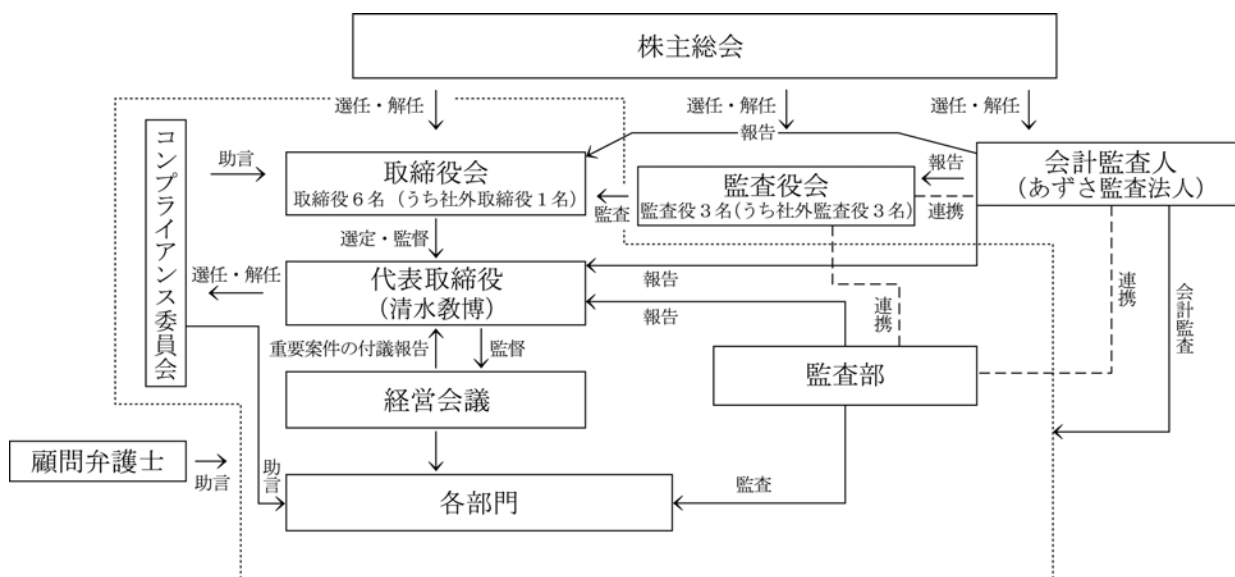 株主総会
選任・解任
選任・解任
選任・解任
コンプライアンス委員会
助言
報告
取締役会
取締役6名（うち社外取締役1名）
監査
監査役会
監査役3名（うち社外監査役3名）
報告
連携
会計監査人
（あずさ監査法人）
選定・監督
選任・解任
代表取締役
（清水教博）
報告
報告
連携
連携
会計監査
重要案件の付議報告
監督
監査部
経営会議
顧問弁護士
助言
助言
各部門
監査